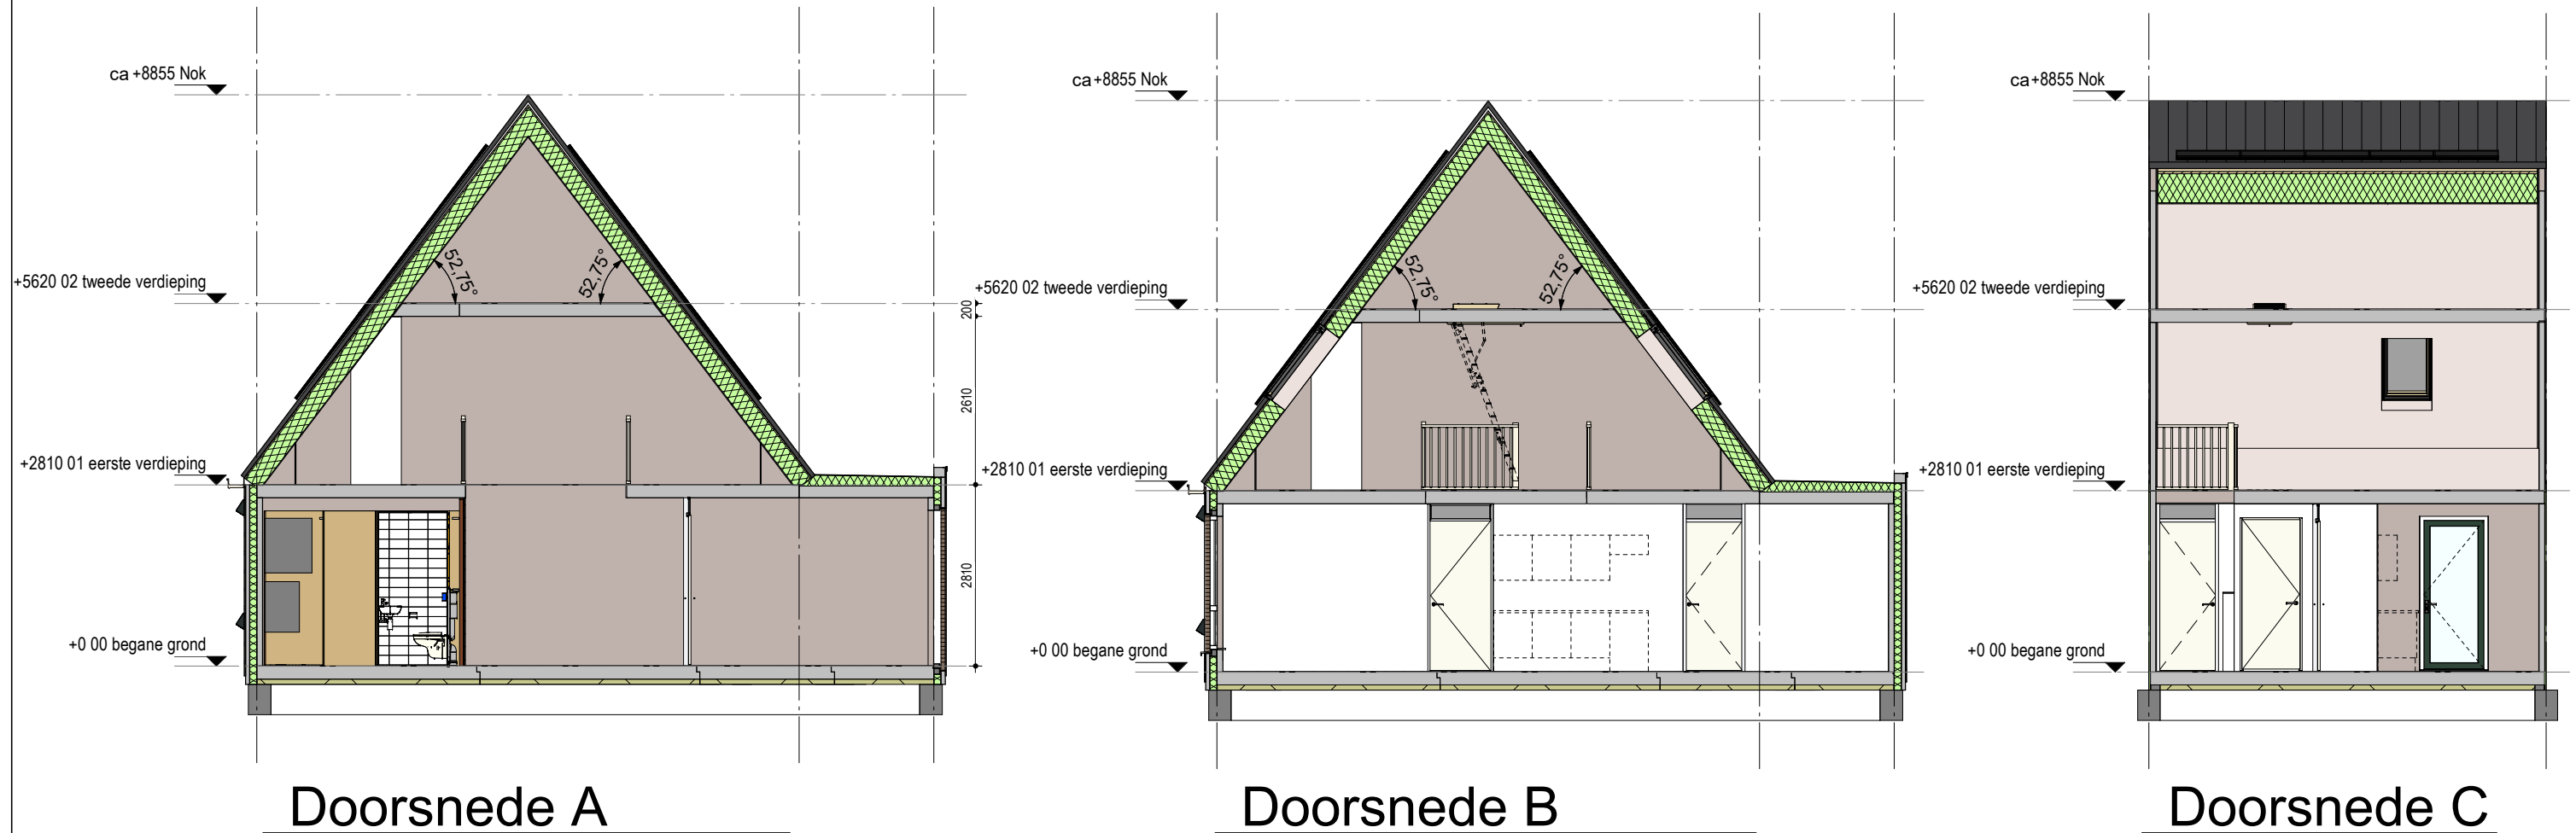 ca +8855 Nok
52,75°
52,75°
+5620 02 tweede verdieping
200
2610
+2810 01 eerste verdieping
2810
+0 00 begane grond
Doorsnede A
ca +8855 Nok
52,75°
52,75°
+5620 02 tweede verdieping
+2810 01 eerste verdieping
+0 00 begane grond
Doorsnede B
ca +8855 Nok
+5620 02 tweede verdieping
+2810 01 eerste verdieping
+0 00 begane grond
Doorsnede C